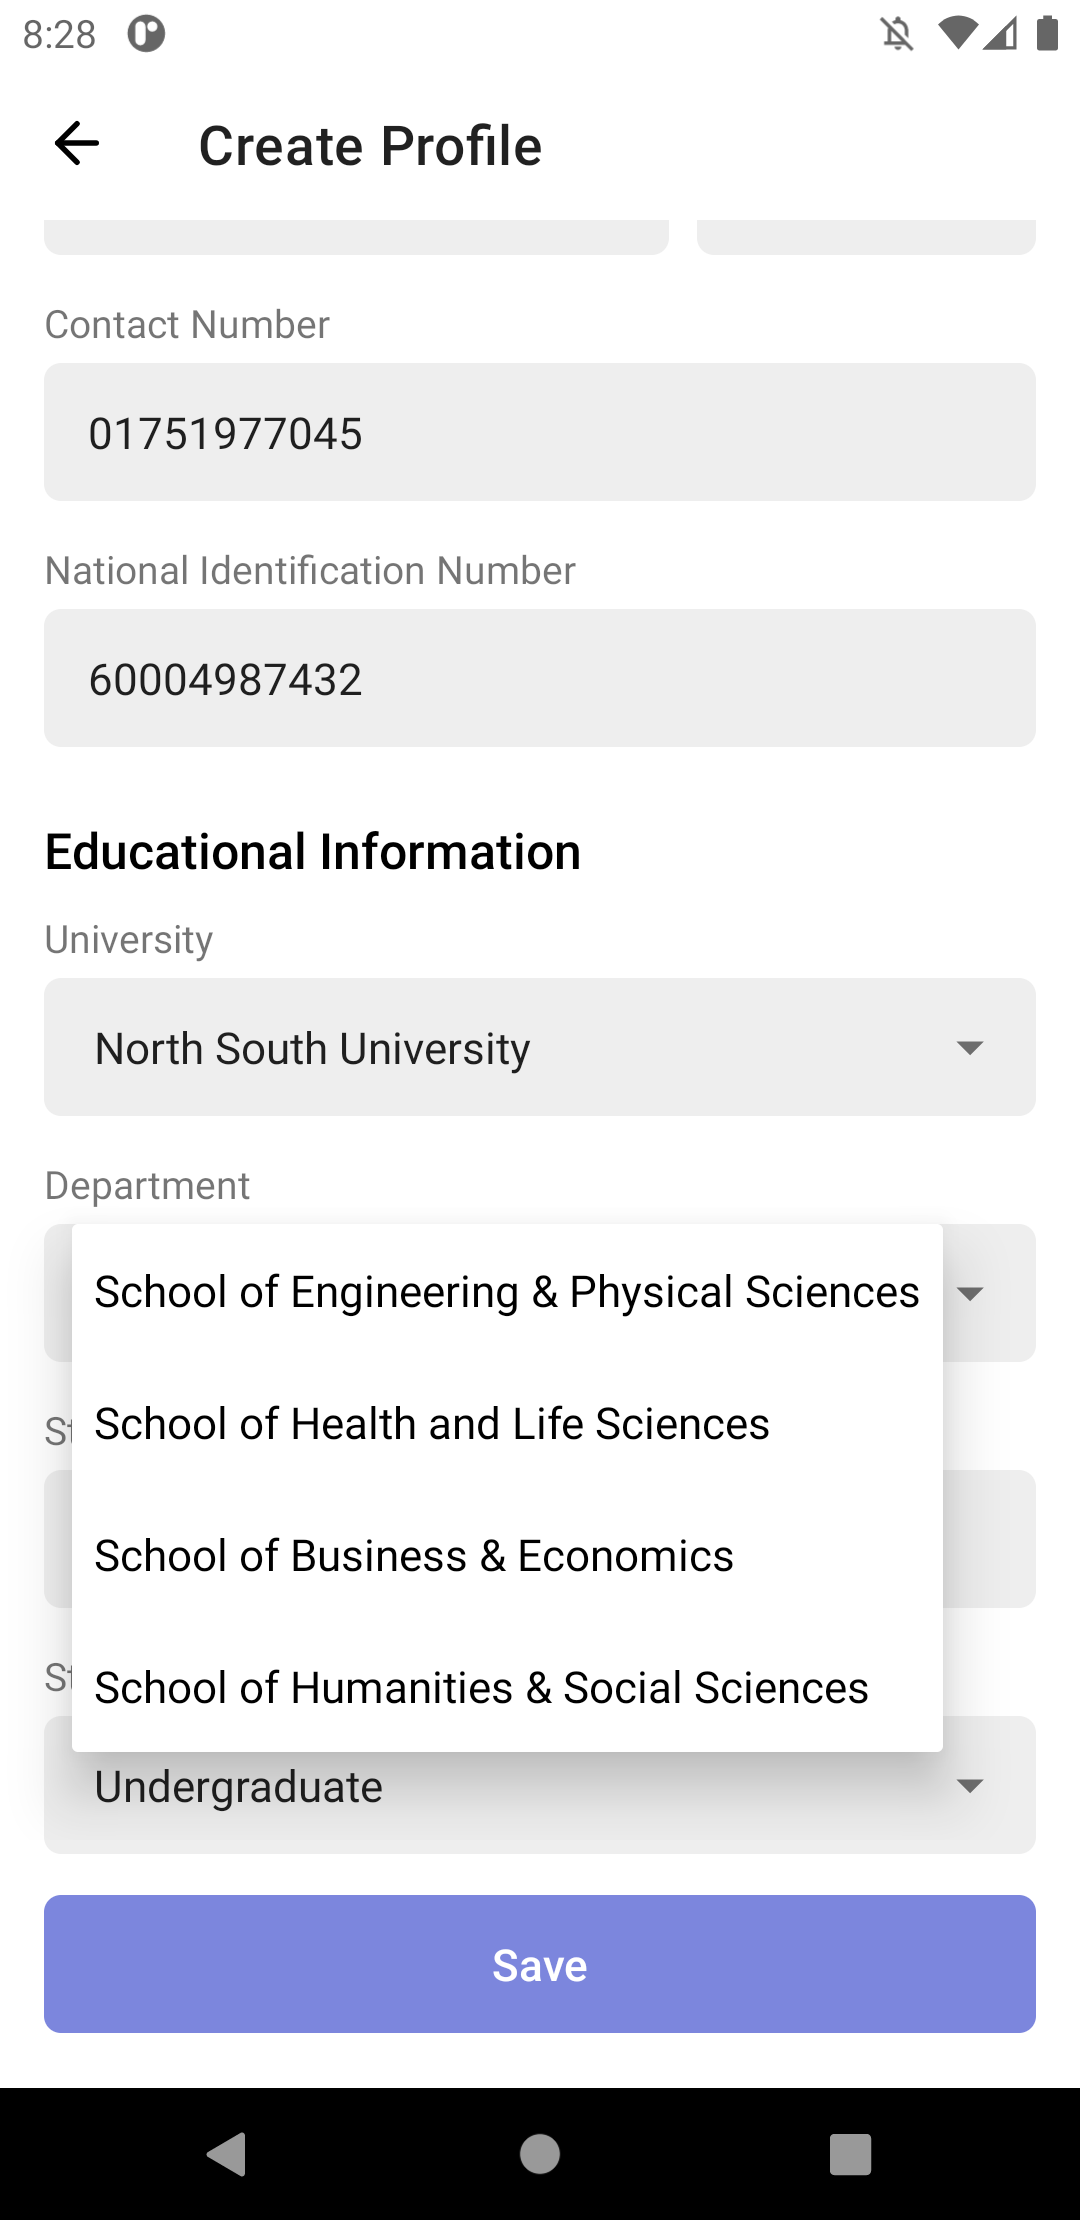 8:28
Create Profile
Contact Number
01751977045
National Identification Number
60004987432
Educational Information
University
North South University
Department
School of Engineering & Physical Sciences
School of Health and Life Sciences
School of Business & Economics
School of Humanities & Social Sciences
Undergraduate
Save